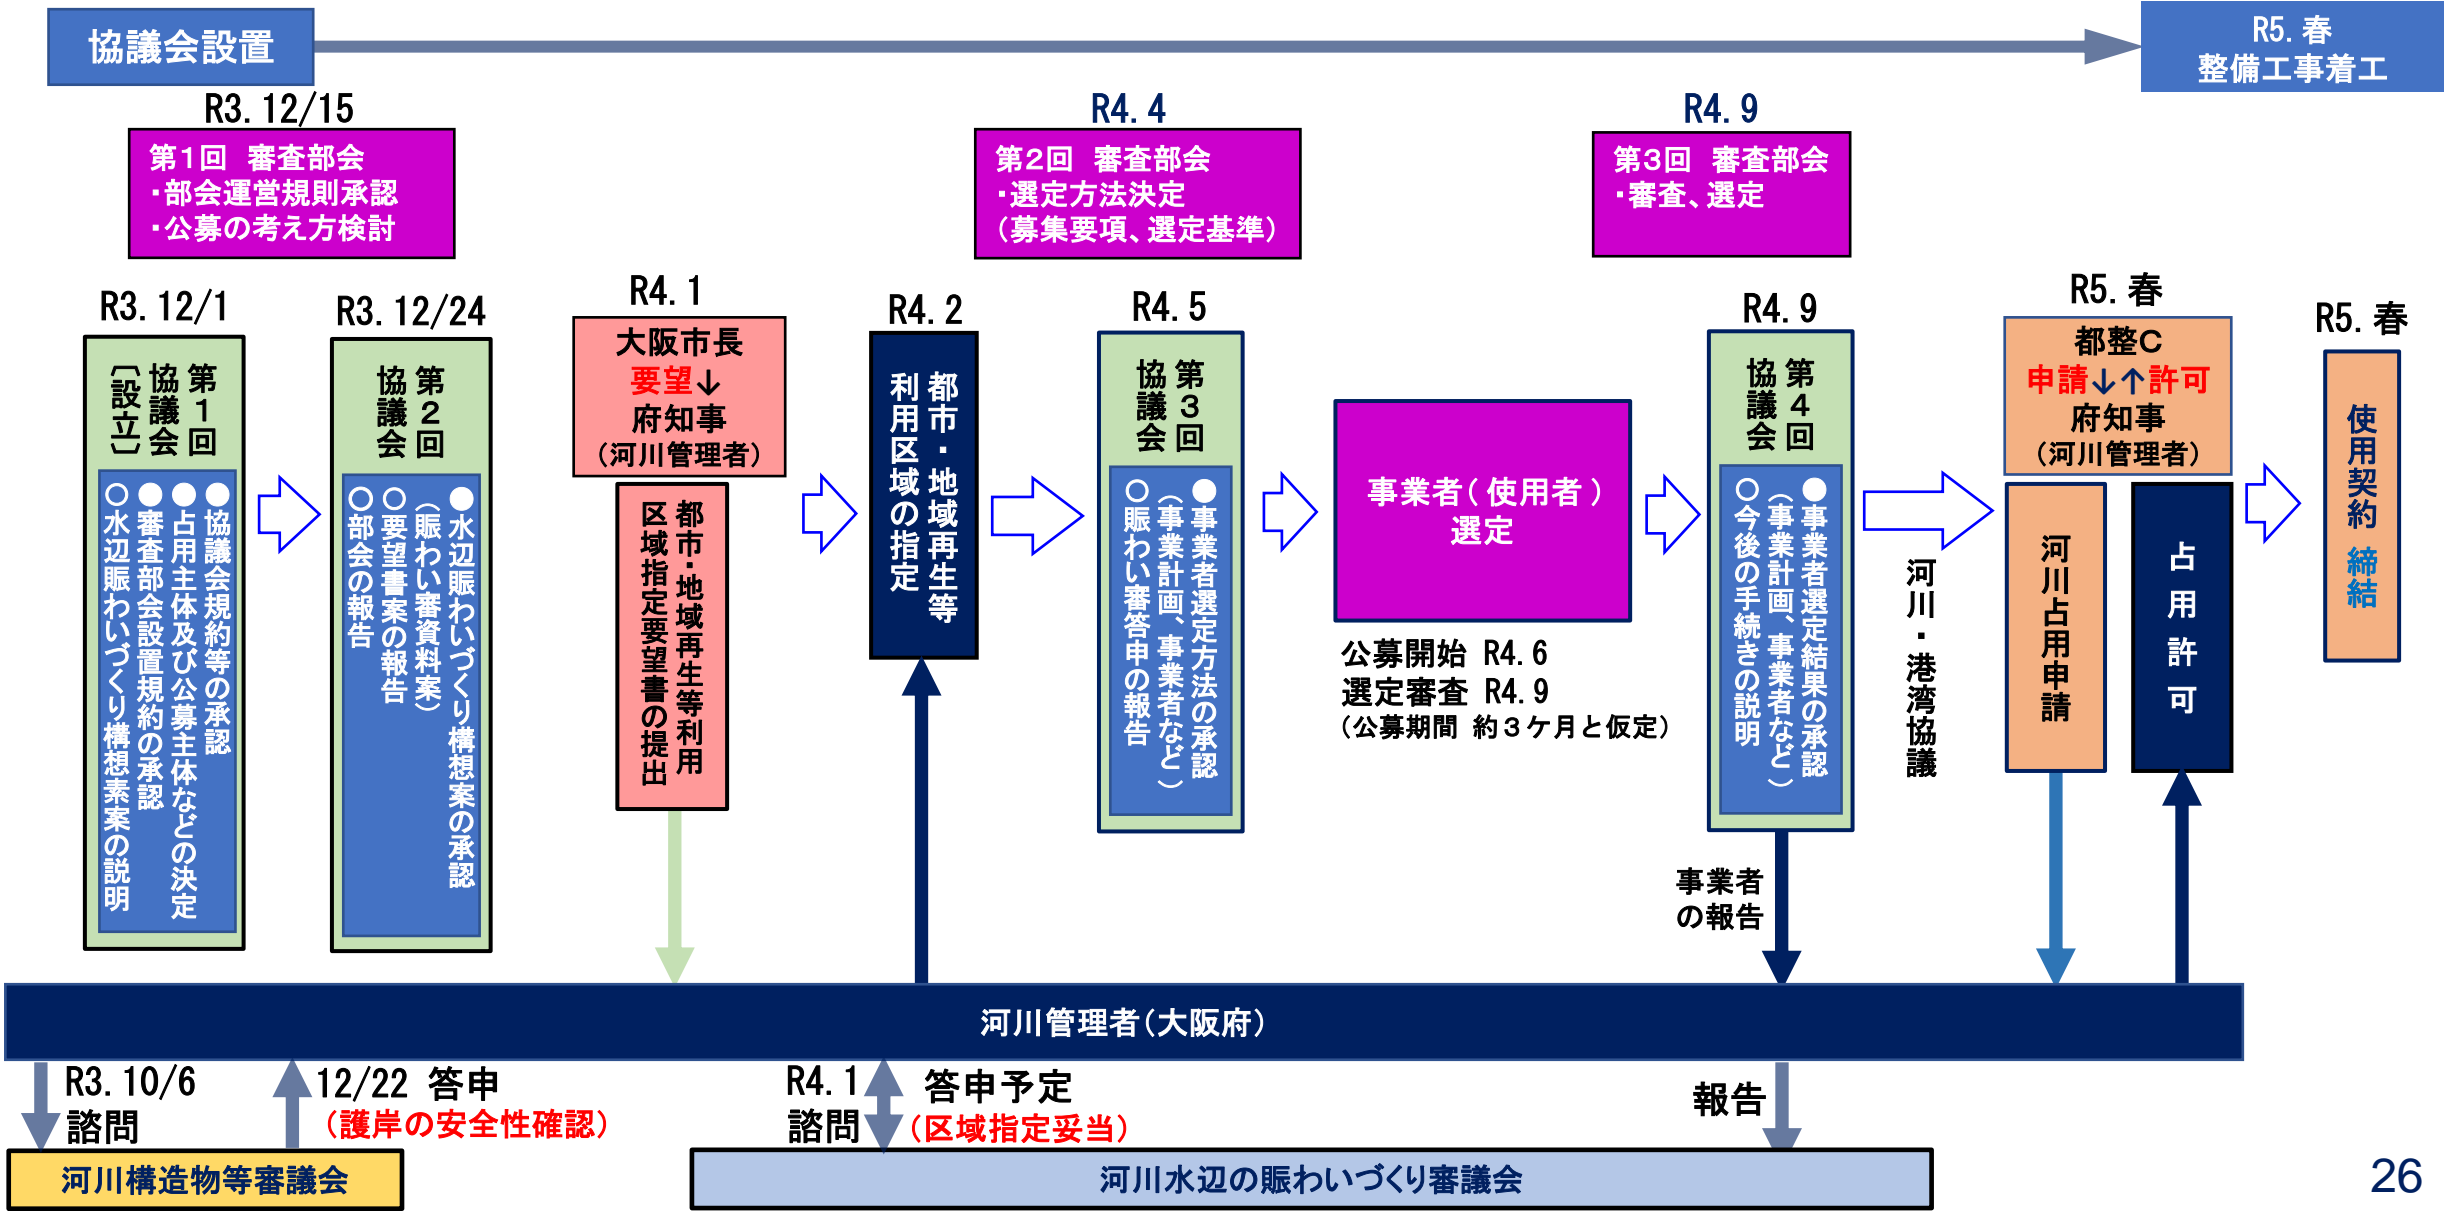 協議会設置
R5.春
整備工事着工
R3.12/15
第1回 審査部会
・部会運営規則承認
・公募の考え方検討
R4.4
第2回 審査部会
・選定方法決定
（募集要項、選定基準）
R4.9
第3回 審査部会
・審査、選定
R3.12/1
第1回
協議会
〔設立〕
●協議会規約等の承認
●占用主体及び公募主体などの決定
●審査部会設置規約の承認
○水辺賑わいづくり構想素案の説明
R3.12/24
第2回
協議会
●水辺賑わいづくり構想案の承認
（賑わい審資料案）
○要望書案の報告
○部会の報告
R4.1
大阪市長
要望↓
府知事
（河川管理者）
都市・地域再生等利用
区域指定要望書の提出
R4.2
都市・地域再生等
利用区域の指定
R4.5
第3回
協議会
●事業者選定方法の承認
（事業計画、事業者など）
○賑わい審答申の報告
事業者（使用者）
選定
公募開始 R4.6
選定審査 R4.9
（公募期間 約3ケ月と仮定）
R4.9
第4回
協議会
●事業者選定結果の承認
（事業計画、事業者など）
○今後の手続きの説明
事業者
の報告
河川・港湾協議
R5.春
都整C
申請↓↑許可
府知事
（河川管理者）
河川占用申請
占用許可
R5.春
使用契約 締結
河川管理者（大阪府）
R3.10/6
諮問
12/22 答申
（護岸の安全性確認）
R4.1
諮問
答申予定
（区域指定妥当）
報告
河川構造物等審議会
河川水辺の賑わいづくり審議会
26